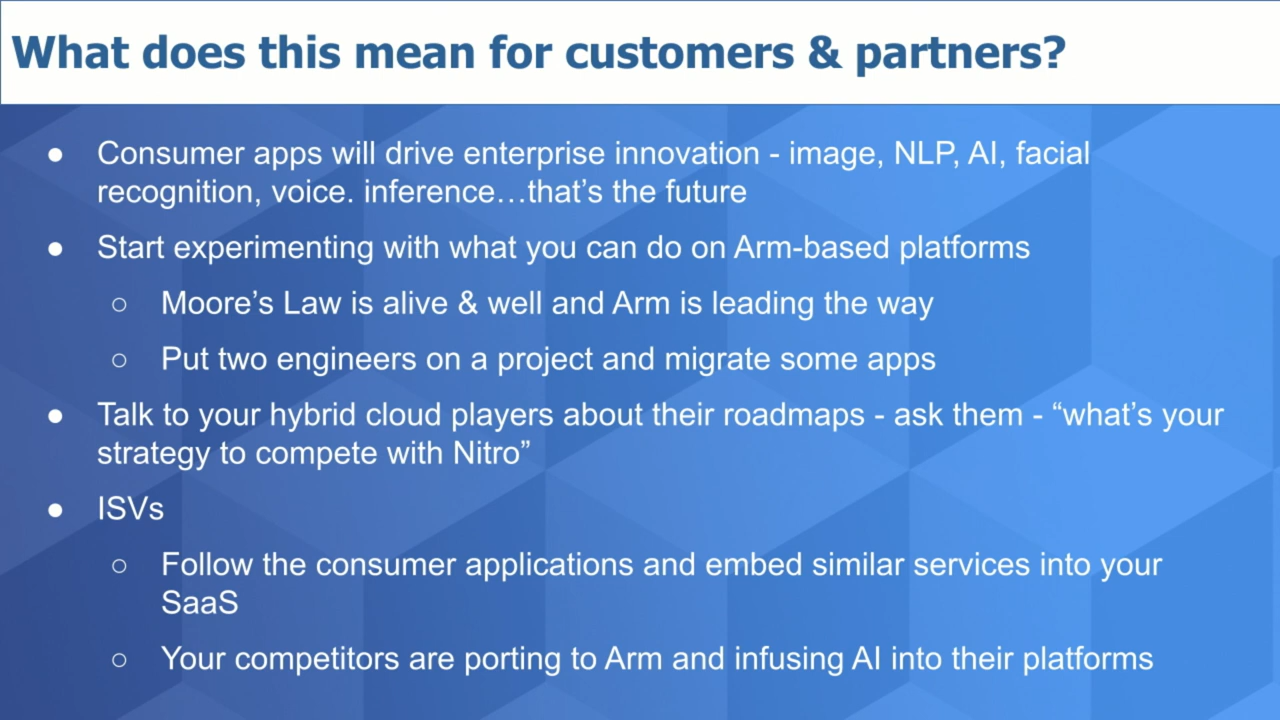 What does this mean for customers & partners?
● Consumer apps will drive enterprise innovation - image, NLP, AI, facial
recognition, voice. inference…that’s the future
● Start experimenting with what you can do on Arm-based platforms
○ Moore’s Law is alive & well and Arm is leading the way
○ Put two engineers on a project and migrate some apps
● Talk to your hybrid cloud players about their roadmaps - ask them - “what’s your
strategy to compete with Nitro”
● ISVs
○ Follow the consumer applications and embed similar services into your
SaaS
○ Your competitors are porting to Arm and infusing AI into their platforms